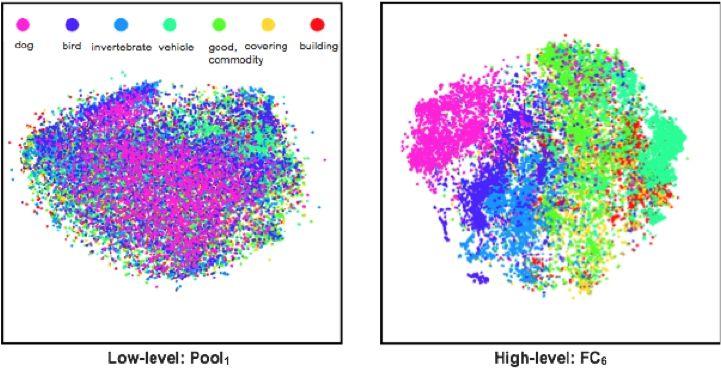 dog bird invertebrate vehicle good, covering building
commodity
Low-level: Pool1 High-level: FC6